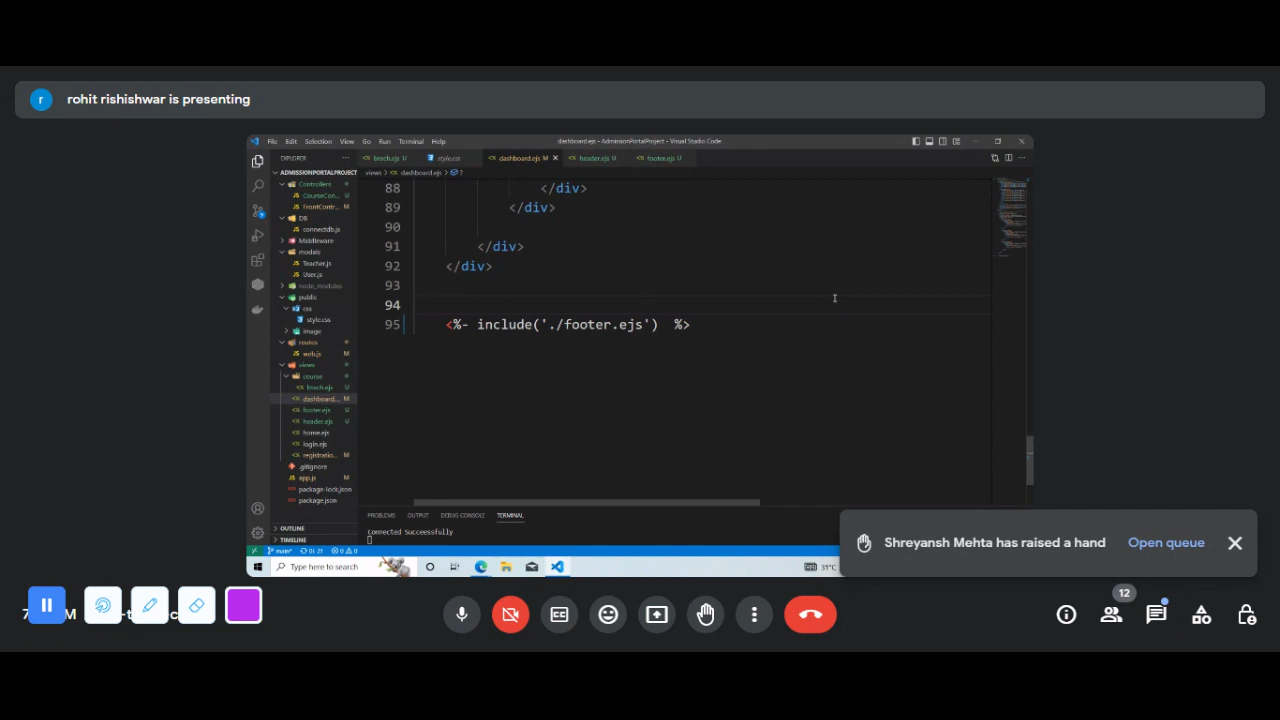 r rohit rishishwar is presenting
File Edit Selection View Go Run Terminal Help
dashboard.ejs - AdmissionPortalProject - Visual Studio Code
EXPLORER ···
btech.ejs U
style.css
dashboard.ejs M
header.ejs U
footer.ejs U
ADMISSIONPORTALPROJECT
views > dashboard.ejs > ?
Controllers
CourseCon...
FrontContr... M
DB
connectdb.js
Middleware
modals
Teacher.js
User.js
node_modules
public
css
style.css
image
routes
web.js M
views
course
btech.ejs U
dashboard... M
footer.ejs U
header.ejs U
home.ejs
login.ejs
registratio... M
.gitignore
app.js M
package-lock.json
package.json
OUTLINE
TIMELINE
88 </div>
89 </div>
90
91 </div>
92 </div>
93
94
95 <%- include('./footer.ejs') %>
PROBLEMS OUTPUT DEBUG CONSOLE TERMINAL
Connected Successfully
main*
Type here to search
31°C
Shreyansh Mehta has raised a hand Open queue
12